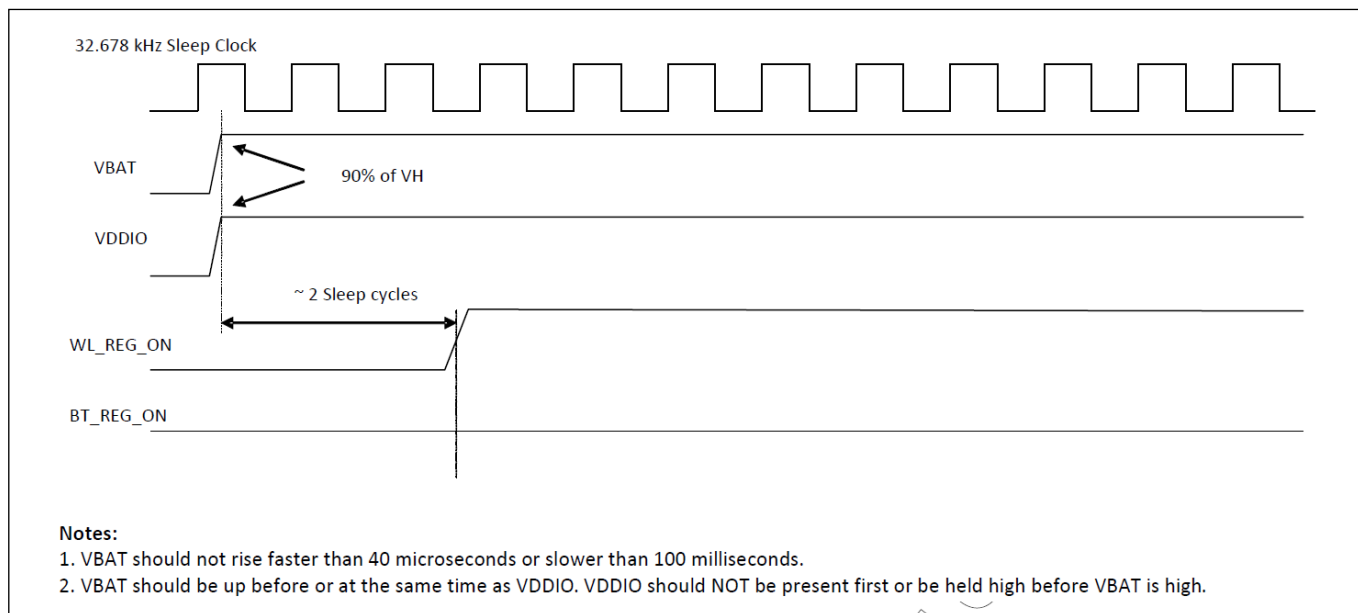 32.678 kHz Sleep Clock
VBAT
90% of VH
VDDIO
~ 2 Sleep cycles
WL_REG_ON
BT_REG_ON
Notes:
1. VBAT should not rise faster than 40 microseconds or slower than 100 milliseconds.
2. VBAT should be up before or at the same time as VDDIO. VDDIO should NOT be present first or be held high before VBAT is high.